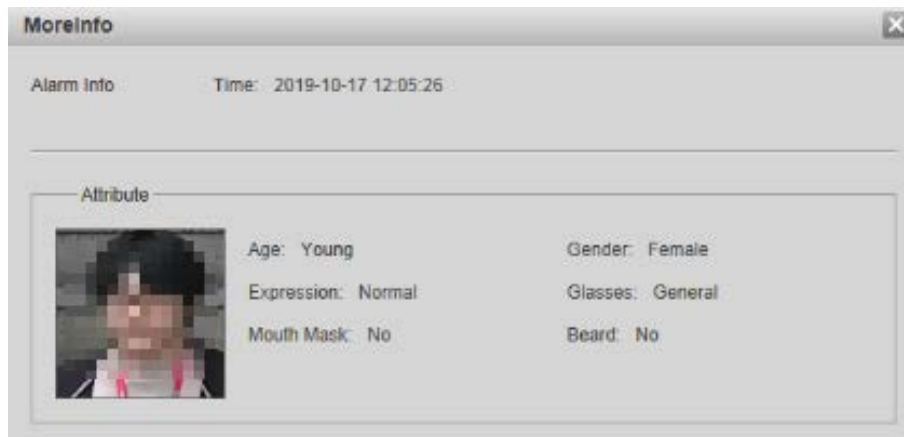 MoreInfo
Alarm Info Time: 2019-10-17 12:05:26
Attribute
Age: Young Gender: Female
Expression: Normal Glasses: General
Mouth Mask: No Beard: No